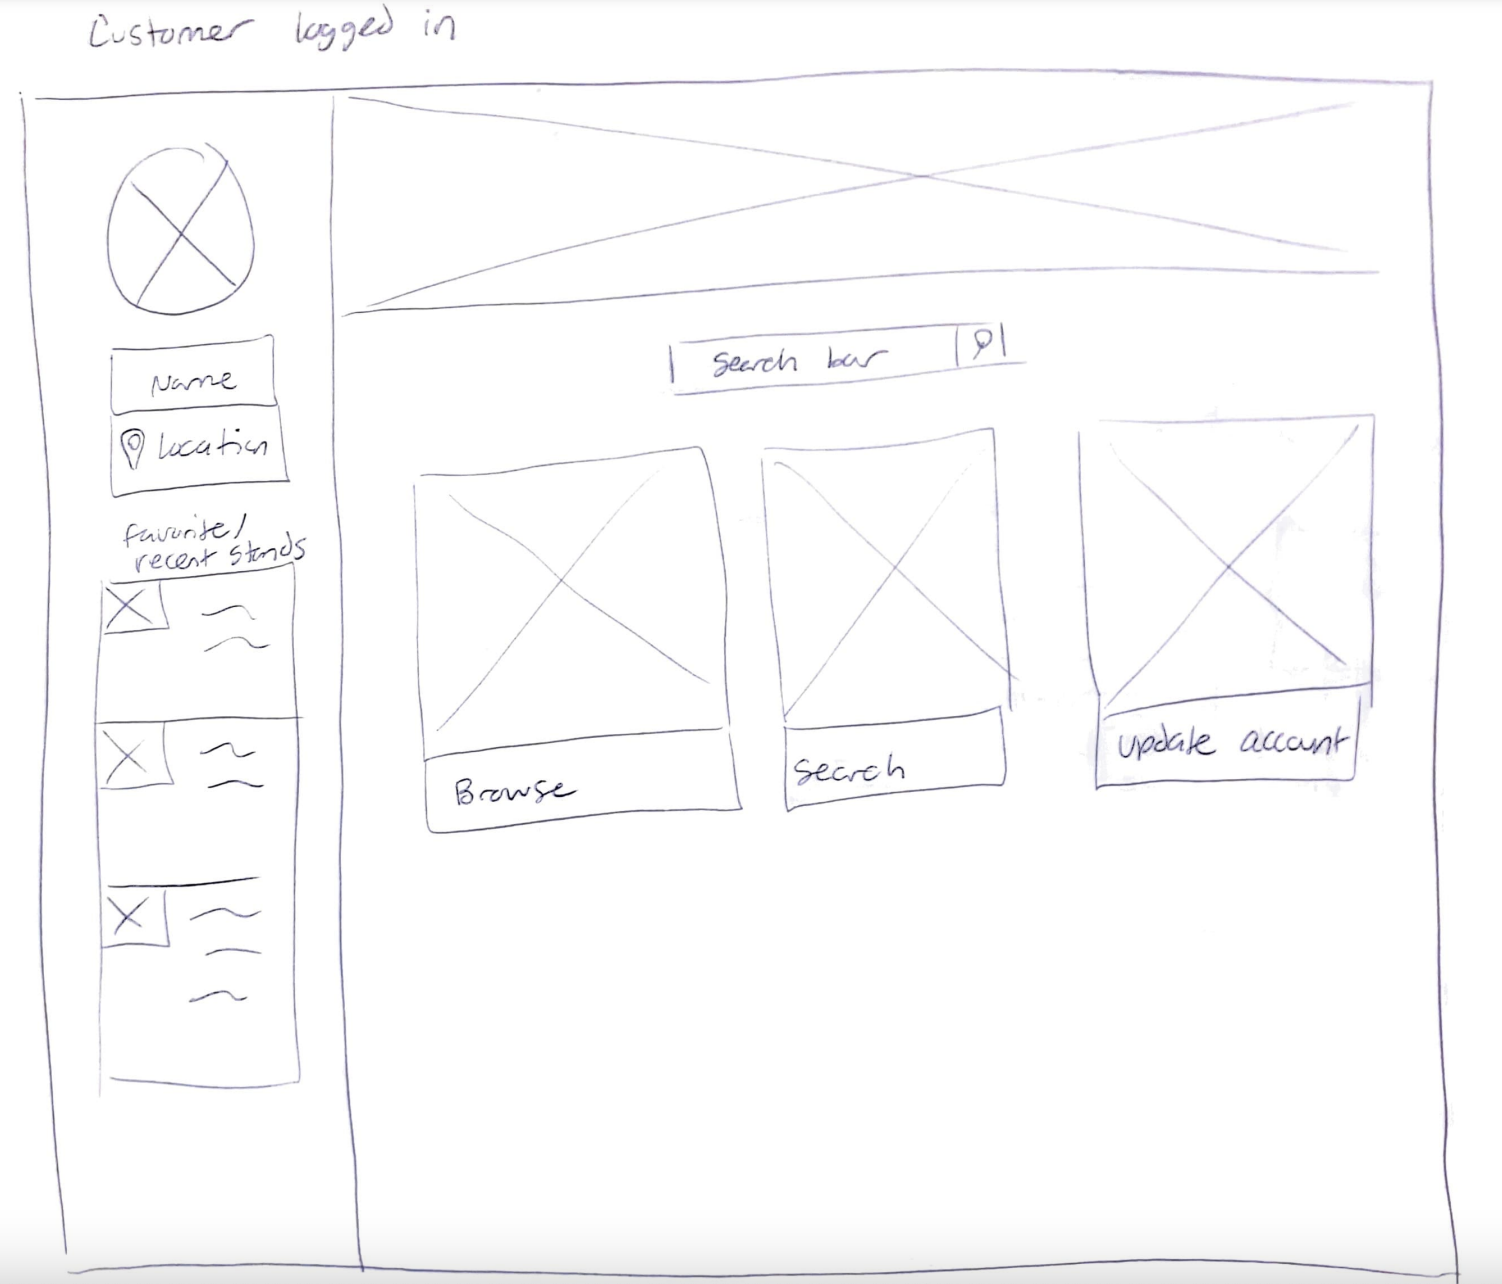 Customer logged in
Name
Location
favorite/
recent stands
Search bar
Browse
Search
update account